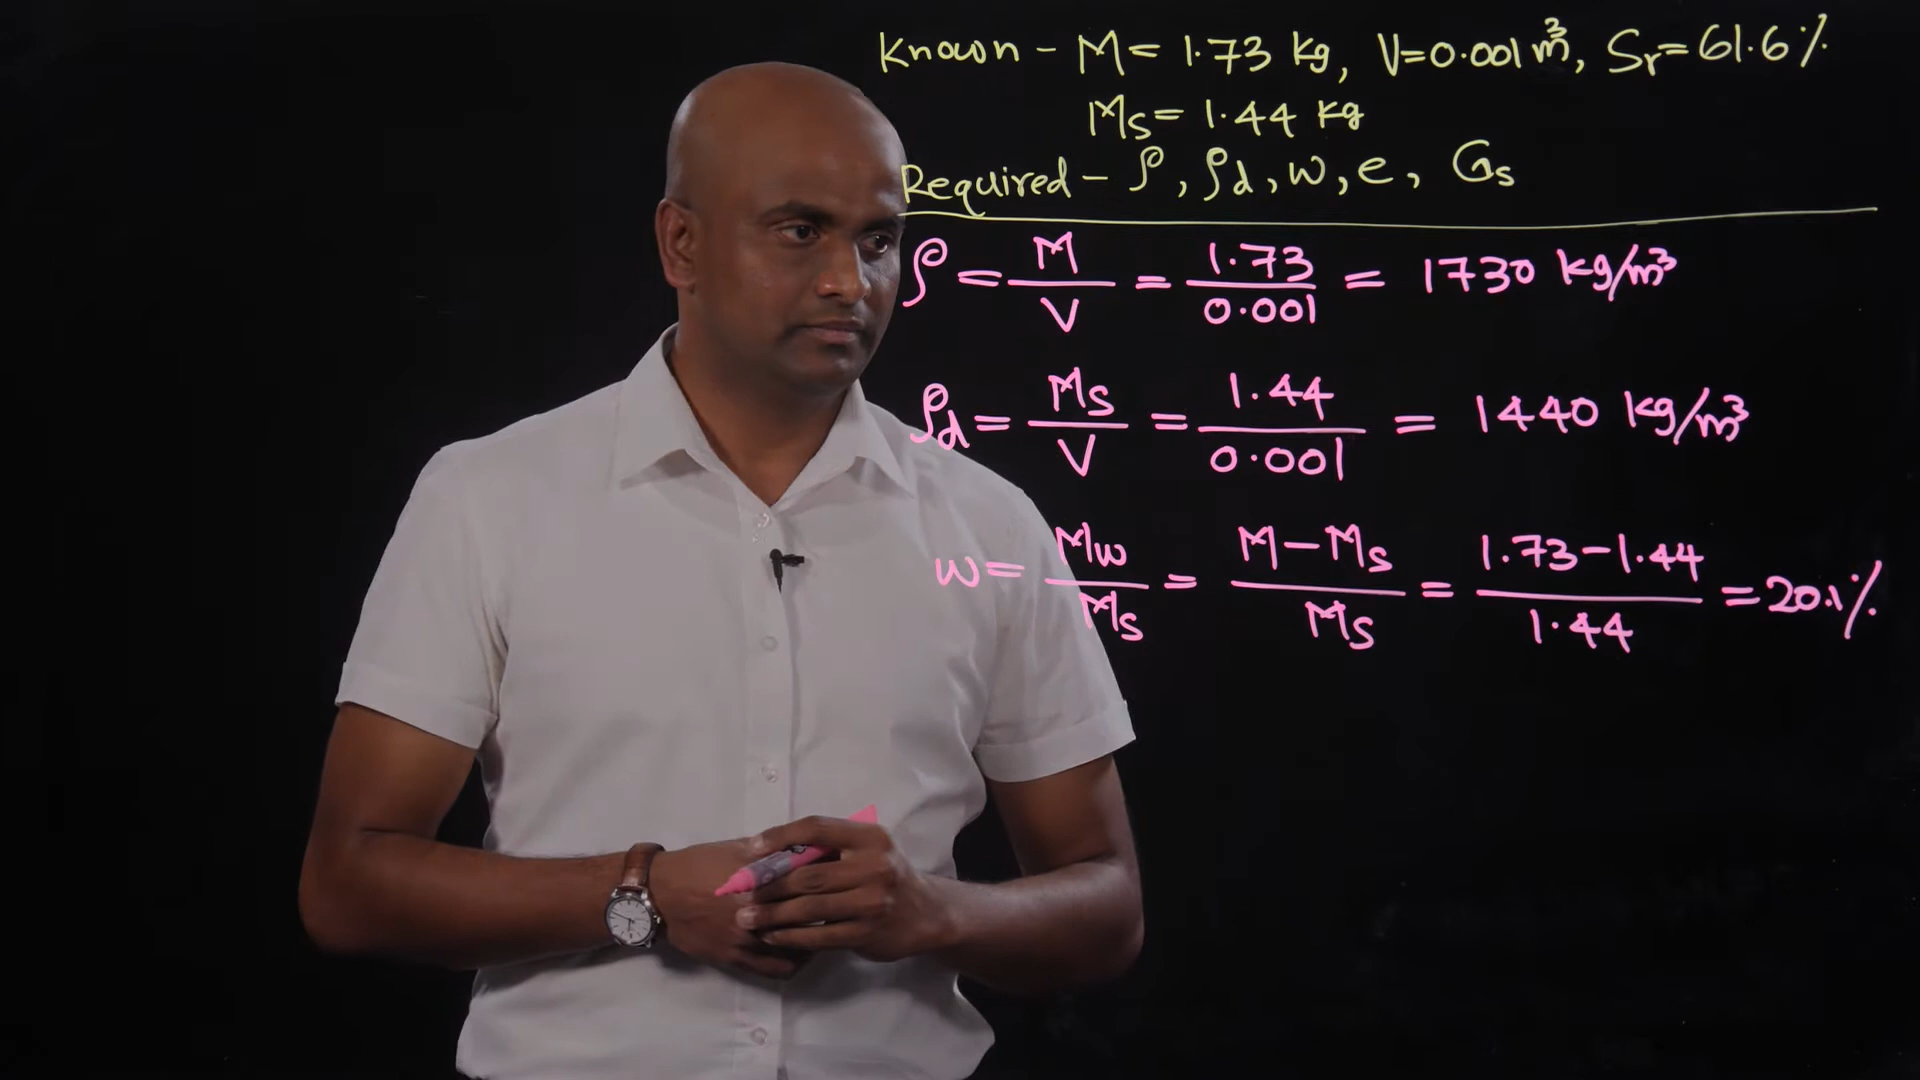 Known - M = 1.73 kg, V=0.001 m³, Sr=61.6%
Ms = 1.44 kg
Required - ρ, ρd, w, e, Gs
ρ = M/V = 1.73/0.001 = 1730 kg/m³
ρd = Ms/V = 1.44/0.001 = 1440 kg/m³
w = Mw/Ms = M-Ms/Ms = 1.73-1.44/1.44 = 20.1%